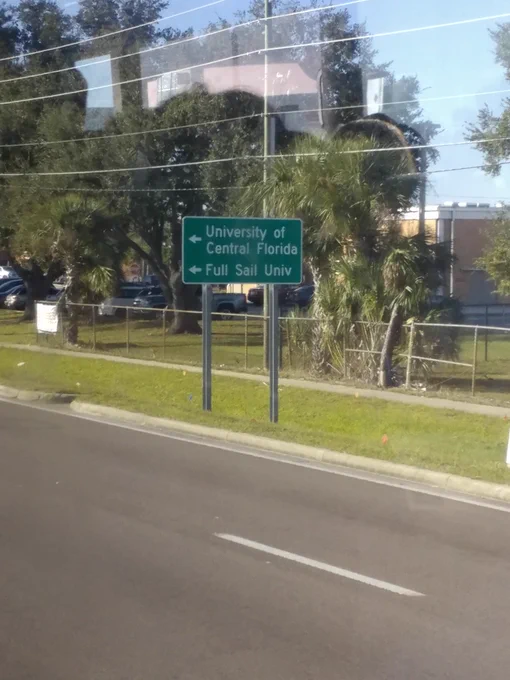 ← University of
Central Florida
← Full Sail Univ